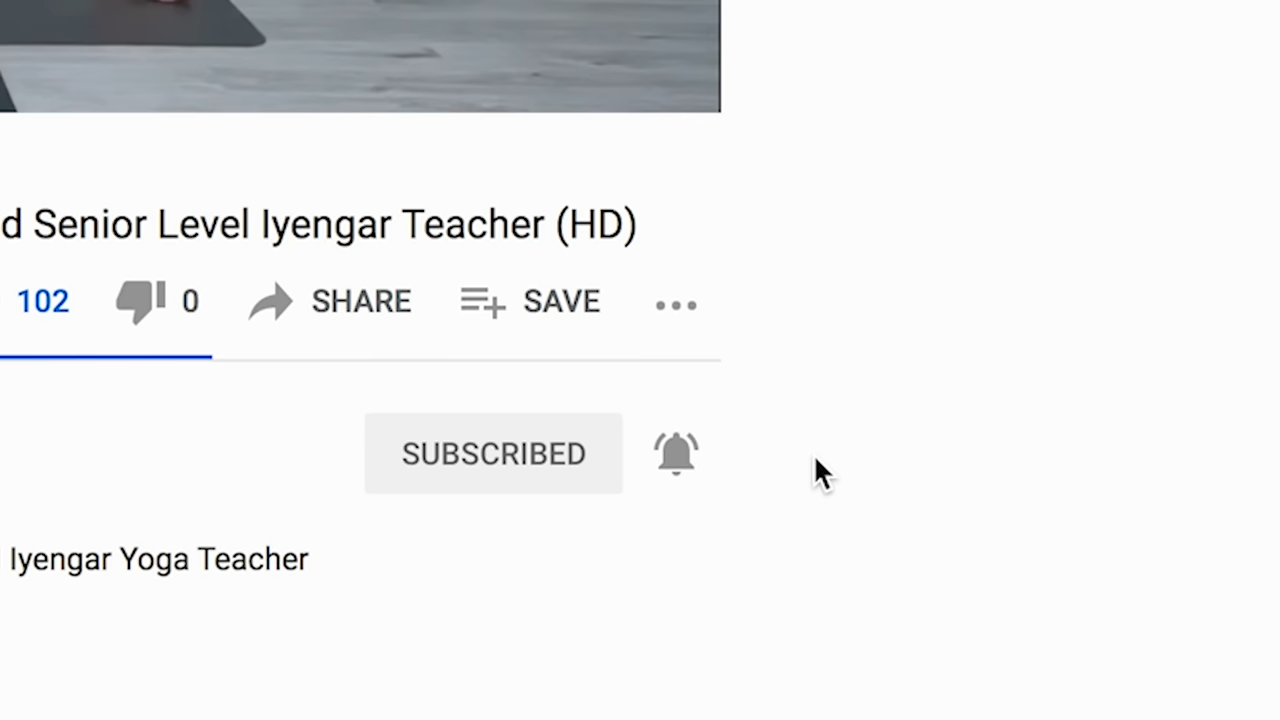 d Senior Level Iyengar Teacher (HD)
102 0 SHARE SAVE
SUBSCRIBED
Iyengar Yoga Teacher